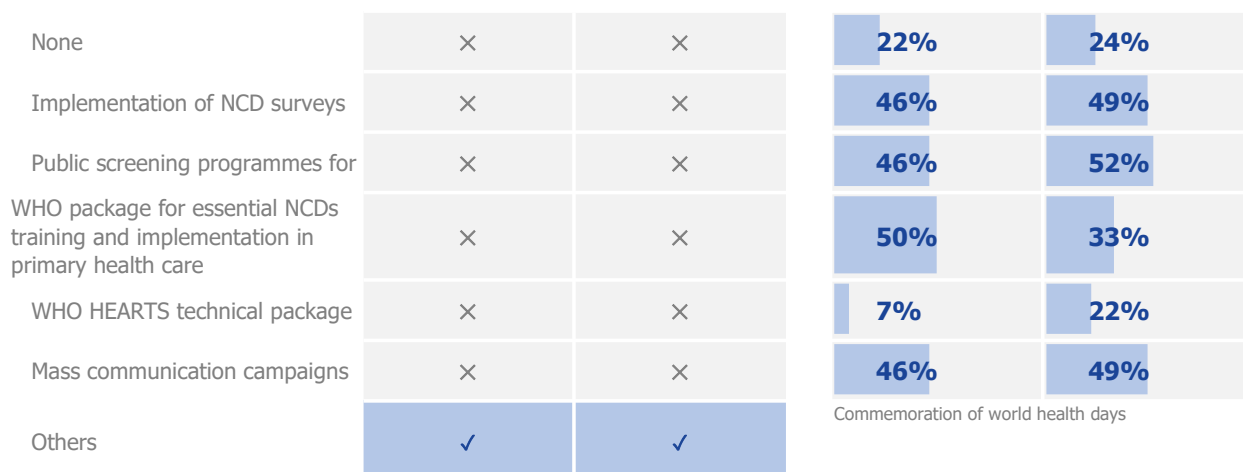 None × × 22% 24%
Implementation of NCD surveys × × 46% 49%
Public screening programmes for × × 46% 52%
WHO package for essential NCDs
training and implementation in × × 50% 33%
primary health care
WHO HEARTS technical package × × 7% 22%
Mass communication campaigns × × 46% 49%
Commemoration of world health days
Others ✓ ✓